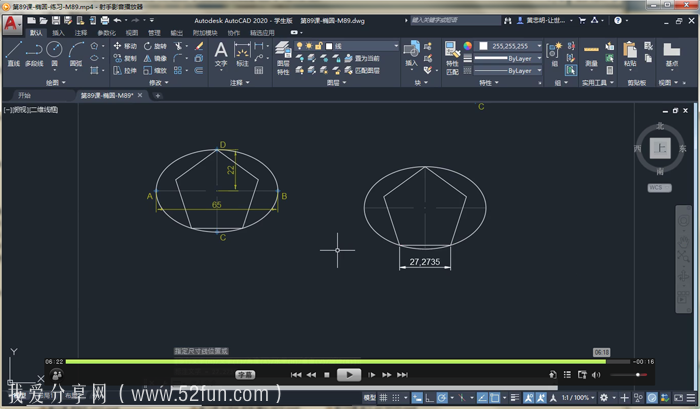 第89课-椭圆-练习-M89.mp4 - 射手影音播放器
Autodesk AutoCAD 2020 - 学生版 第89课-椭圆-M89.dwg
键入关键字或短语
默认 插入 注释 参数化 视图 管理 输出 附加模块 协作 精选应用
直线 多段线 圆 圆弧
移动 旋转 修剪
复制 镜像 圆角
拉伸 缩放 阵列
文字 标注
图层
特性
线
置为当前
匹配图层
插入
特性
匹配
255,255,255
ByLayer
ByLayer
组
测量
粘贴
基点
修改 注释 图层 块 特性 组 实用工具 剪贴板 视图
开始 第89课-椭圆-M89*
[-][俯视][二维线框]
C
北
西 上 东
南
WCS
D
22
A B
65
C
27,2735
指定尺寸线位置或
Y
06:22 06:18 -00:16
字幕
X
模型 1:1 / 100%
我爱分享网（www.52fun.com）